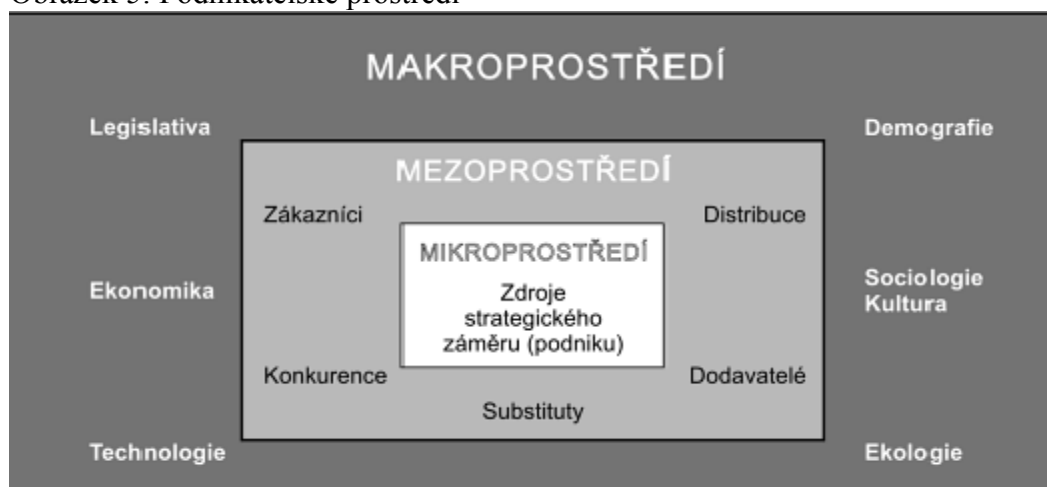 Obrázek 5: Podnikatelské prostředí
MAKROPROSTŘEDÍ
Legislativa
Demografie
MEZOPROSTŘEDÍ
Zákazníci
Distribuce
MIKROPROSTŘEDÍ
Ekonomika
Zdroje
strategického
záměru (podniku)
Sociologie
Kultura
Konkurence
Dodavatelé
Substituty
Technologie
Ekologie